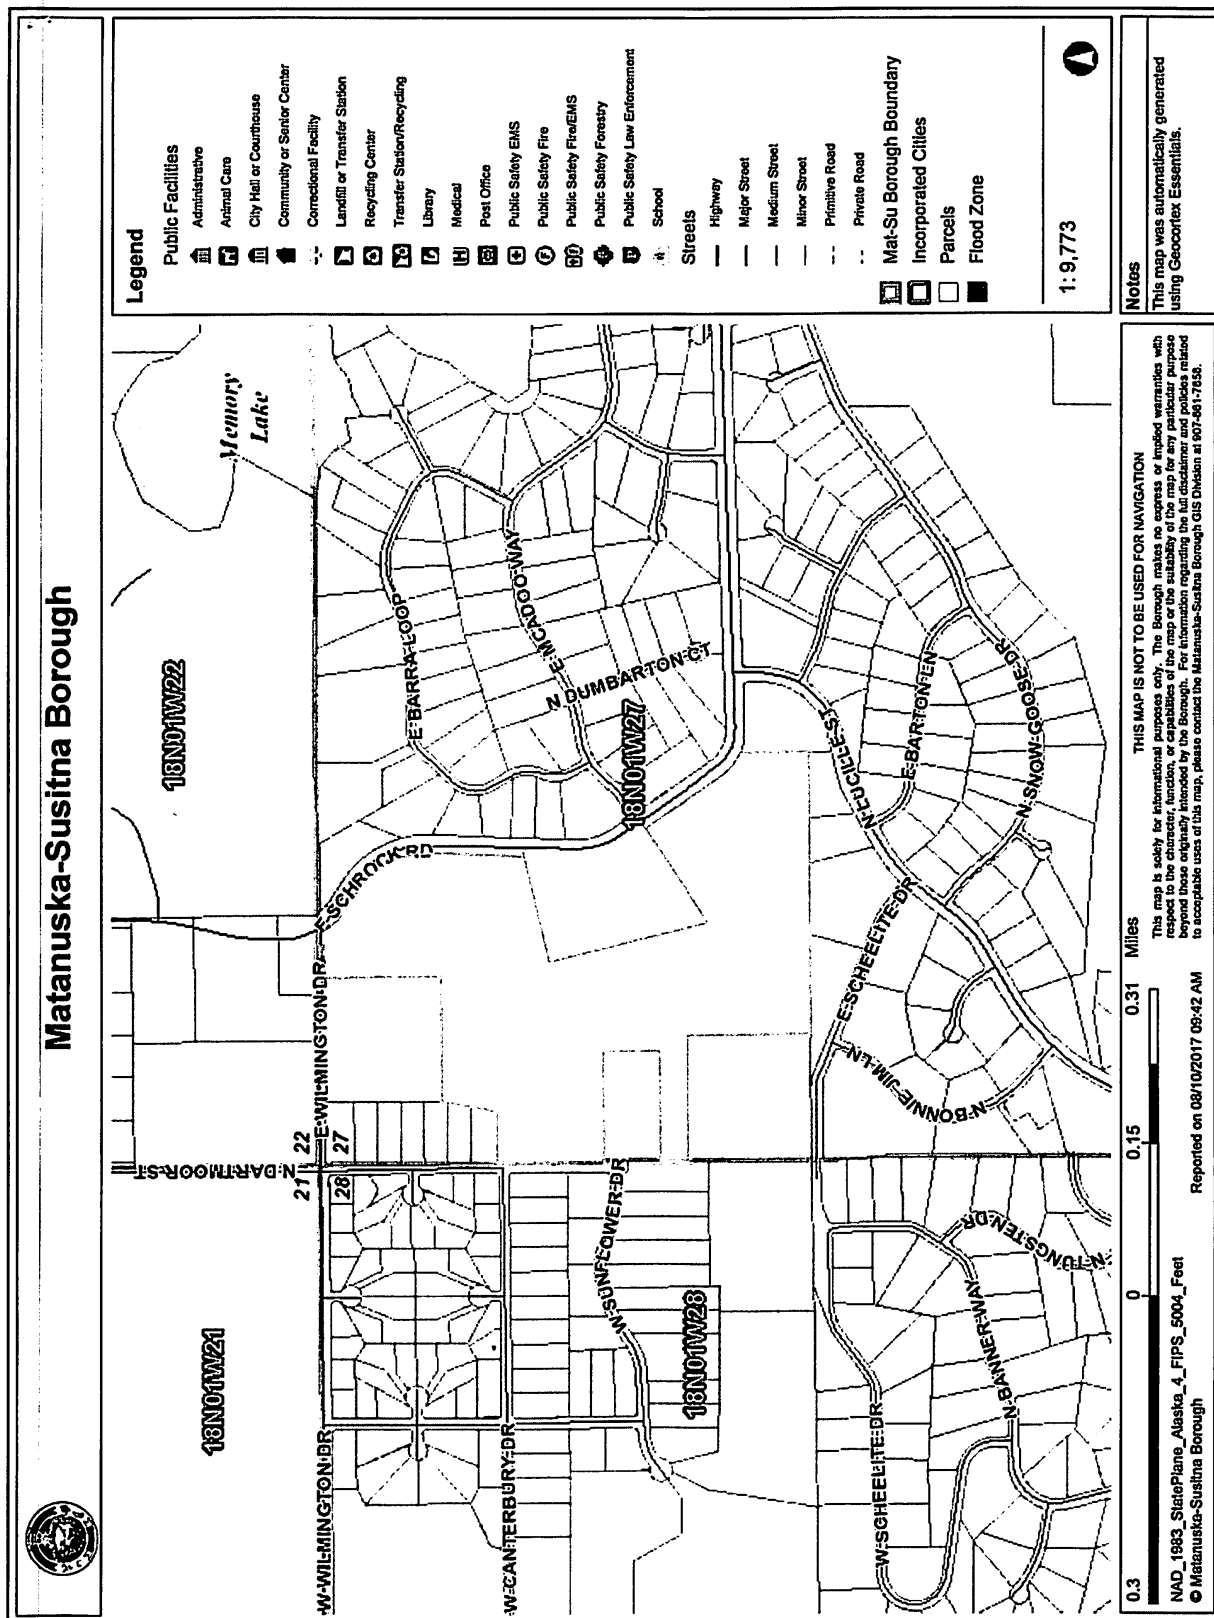 Matanuska-Susitna Borough
Legend
Public Facilities
Administrative
Animal Care
City Hall or Courthouse
Community or Senior Center
Correctional Facility
Landfill or Transfer Station
Recycling Center
Transfer Station/Recycling
Library
Medical
Post Office
Public Safety EMS
Public Safety Fire
Public Safety Fire/EMS
Public Safety Forestry
Public Safety Law Enforcement
School
Streets
Highway
Major Street
Medium Street
Minor Street
Primitive Road
Private Road
Mat-Su Borough Boundary
Incorporated Cities
Parcels
Flood Zone
1: 9,773
Notes
This map was automatically generated
using Geocortex Essentials.
18N01W21
18N01W22
Memory
Lake
N DARTMOOR ST
21
22
28
27
W WILMINGTON DR
E WILMINGTON DR
E SCHROCK RD
E BARRA LOOP
E MCADOO WAY
N DUMBARTON CT
W CANTERBURY DR
W SUNFLOWER DR
18N01W28
18N01W27
W SCHEELITE DR
E SCHEELITE DR
N BANNER WAY
N TUNGSTEN DR
N BONNIE JIM LN
N LUCILLE ST
E BARTON LN
N SNOW GOOSE DR
0.3
0
0.15
0.31
Miles
NAD_1983_StatePlane_Alaska_4_FIPS_5004_Feet
© Matanuska-Susitna Borough
Reported on 08/10/2017 09:42 AM
THIS MAP IS NOT TO BE USED FOR NAVIGATION
This map is solely for informational purposes only. The Borough makes no express or implied warranties with
respect to the character, function, or capabilities of the map or the suitability of the map for any particular purpose
beyond those originally intended by the Borough. For information regarding the full disclaimer and policies related
to acceptable uses of this map, please contact the Matanuska-Susitna Borough GIS Division at 907-861-7858.